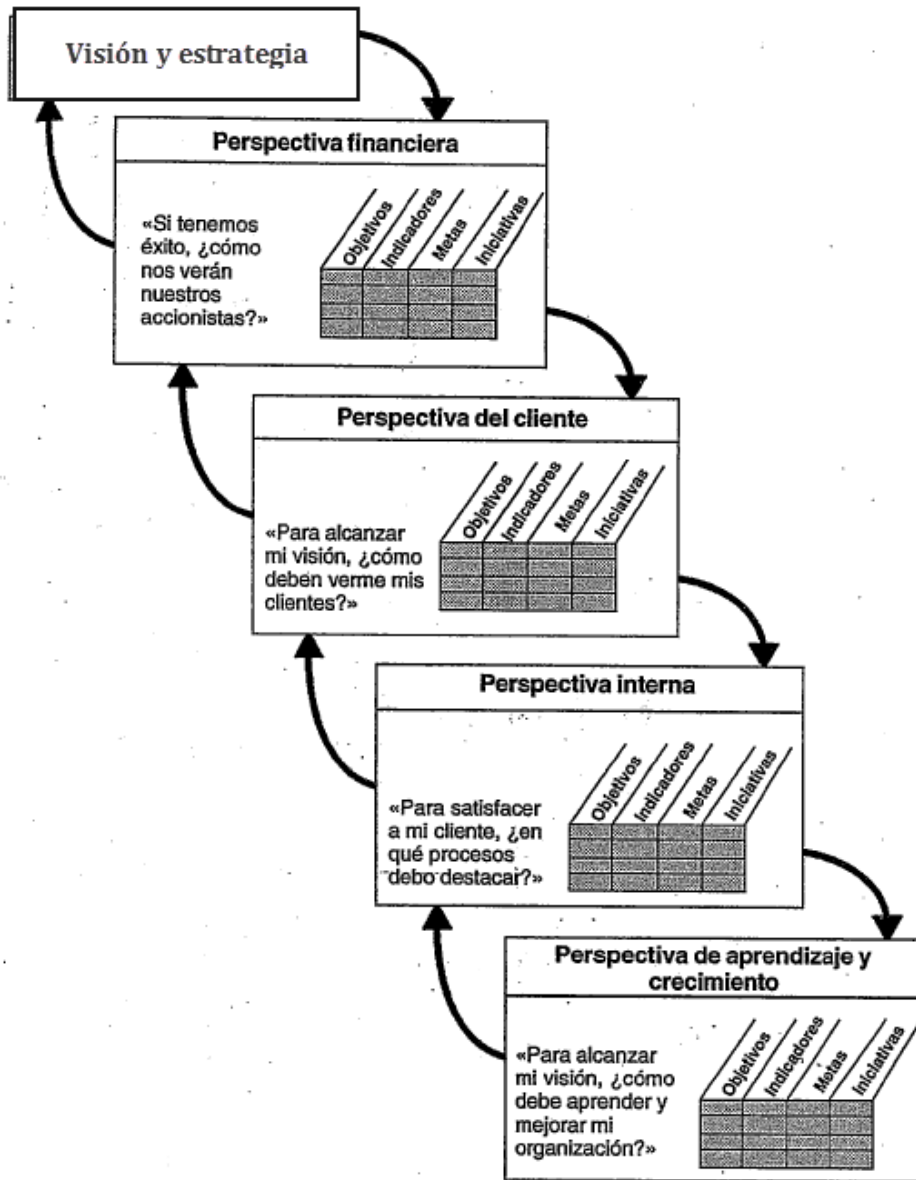 Visión y estrategia
Perspectiva financiera
«Si tenemos
éxito, ¿cómo
nos verán
nuestros
accionistas?»
Objetivos
Indicadores
Metas
Iniciativas
Perspectiva del cliente
«Para alcanzar
mi visión, ¿cómo
deben verme mis
clientes?»
Objetivos
Indicadores
Metas
Iniciativas
Perspectiva interna
«Para satisfacer
a mi cliente, ¿en
qué procesos
debo destacar?»
Objetivos
Indicadores
Metas
Iniciativas
Perspectiva de aprendizaje y
crecimiento
«Para alcanzar
mi visión, ¿cómo
debe aprender y
mejorar mi
organización?»
Objetivos
Indicadores
Metas
Iniciativas